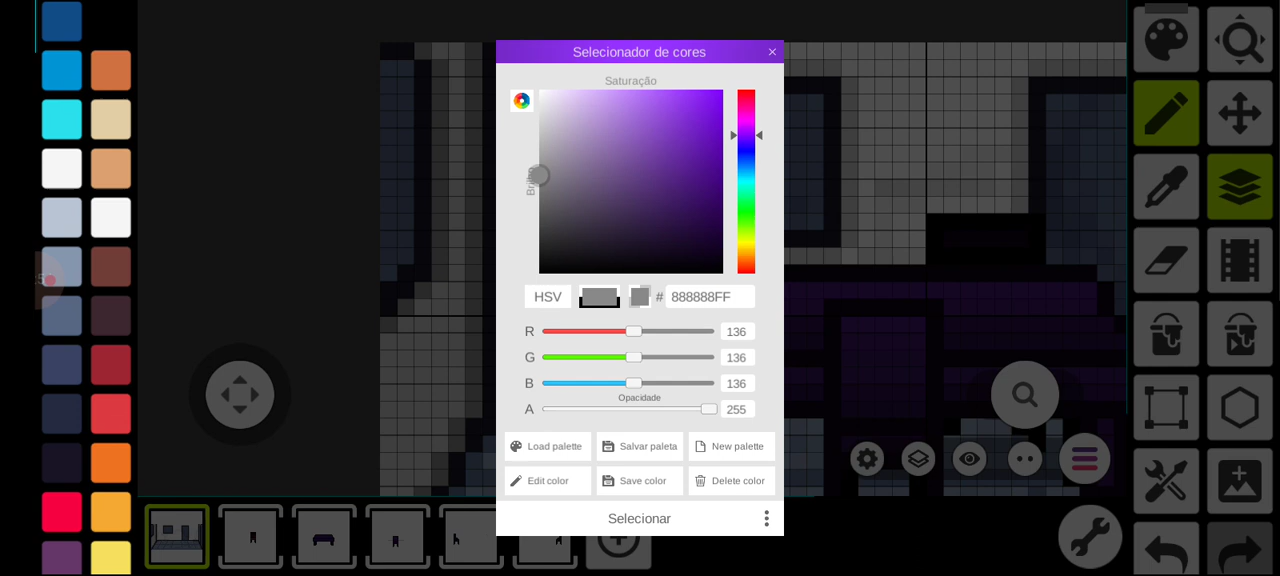 Selecionador de cores
Saturação
Brilho
HSV # 888888FF
R 136
G 136
B 136
Opacidade
A 255
Load palette Salvar paleta New palette
Edit color Save color Delete color
Selecionar